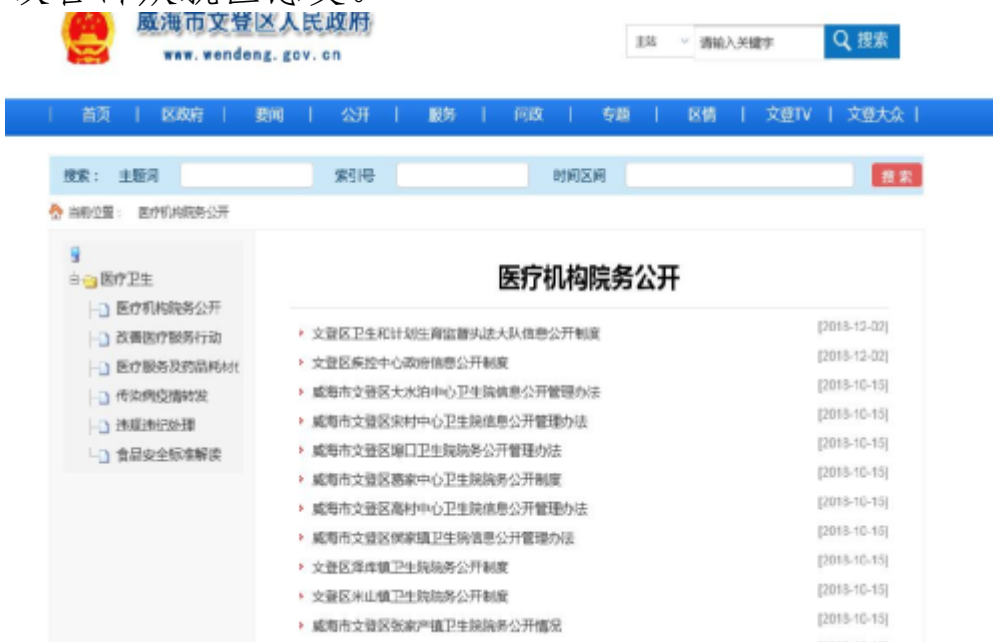 威海市文登区人民政府
www.wendeng.gov.cn
主站 请输入关键字 搜索
首页 | 区政府 | 要闻 | 公开 | 服务 | 问政 | 专题 | 区情 | 文登TV | 文登大众 |
搜索: 主题词 索引号 时间区间 搜索
当前位置: 医疗机构院务公开
医疗卫生
医疗机构院务公开
改善医疗服务行动
医疗服务及药品耗材
传染病疫情转发
违规违纪处理
食品安全标准解读
医疗机构院务公开
文登区卫生和计划生育监督执法大队信息公开制度 [2018-12-02]
文登区疾控中心政府信息公开制度 [2018-12-02]
威海市文登区大水泊中心卫生院信息公开管理办法 [2018-10-15]
威海市文登区宋村中心卫生院信息公开管理办法 [2018-10-15]
威海市文登区埠口卫生院院务公开管理办法 [2018-10-15]
威海市文登区葛家中心卫生院院务公开制度 [2018-10-15]
威海市文登区高村中心卫生院信息公开管理办法 [2018-10-15]
威海市文登区侯家镇卫生院信息公开管理办法 [2018-10-15]
文登区泽库镇卫生院院务公开制度 [2018-10-15]
文登区米山镇卫生院院务公开制度 [2018-10-15]
威海市文登区张家产镇卫生院院务公开情况 [2018-10-15]